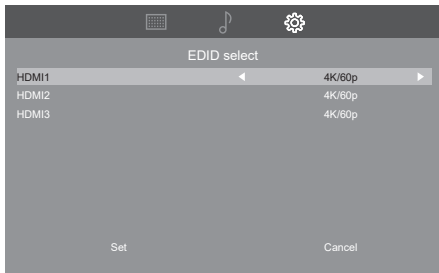 EDID select
HDMI1 4K/60p
HDMI2 4K/60p
HDMI3 4K/60p
Set Cancel